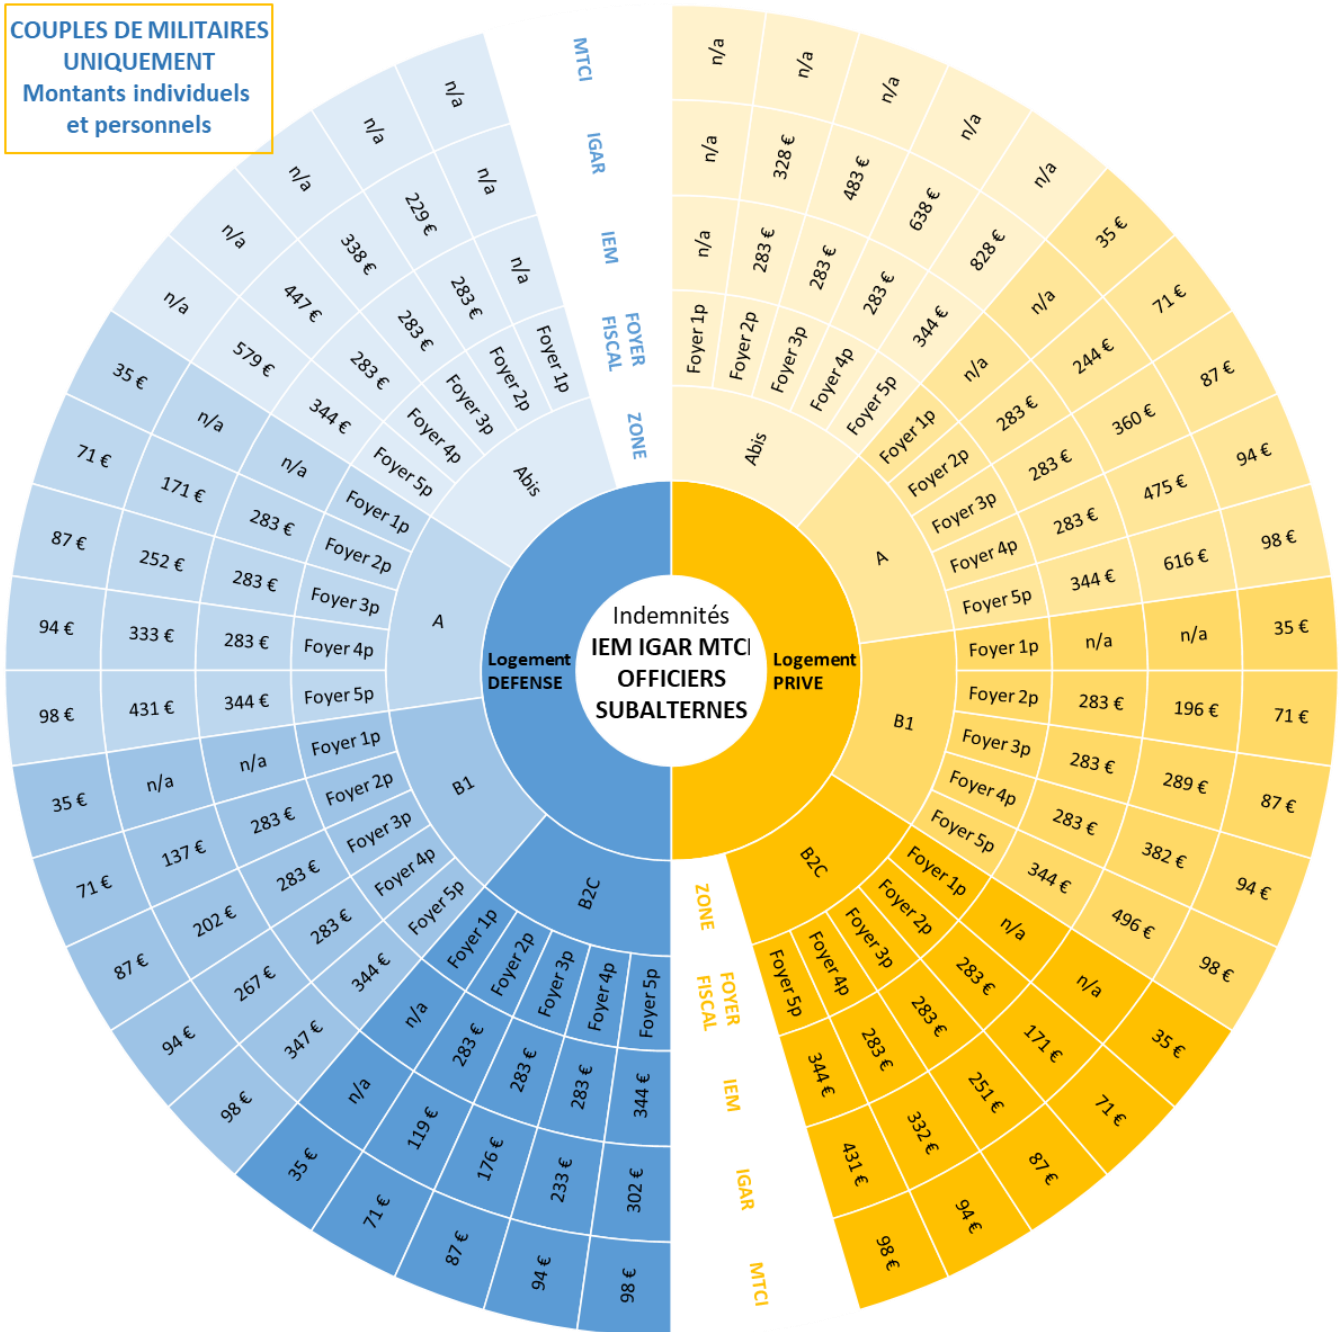 COUPLES DE MILITAIRES
UNIQUEMENT
Montants individuels
et personnels
Indemnités
IEM IGAR MTCI
OFFICIERS
SUBALTERNES
Logement
PRIVE
Abis
Foyer 1p n/a n/a n/a
Foyer 2p 283 € 328 € n/a
Foyer 3p 283 € 483 € n/a
Foyer 4p 283 € 638 € n/a
Foyer 5p 344 € 828 € n/a
A
Foyer 1p n/a n/a 35 €
Foyer 2p 283 € 244 € 71 €
Foyer 3p 283 € 360 € 87 €
Foyer 4p 283 € 475 € 94 €
Foyer 5p 344 € 616 € 98 €
B1
Foyer 1p n/a n/a 35 €
Foyer 2p 283 € 196 € 71 €
Foyer 3p 283 € 289 € 87 €
Foyer 4p 283 € 382 € 94 €
Foyer 5p 344 € 496 € 98 €
B2C
Foyer 1p n/a n/a 35 €
Foyer 2p 283 € 171 € 71 €
Foyer 3p 283 € 251 € 87 €
Foyer 4p 283 € 332 € 94 €
Foyer 5p 344 € 431 € 98 €
ZONE
FOYER
FISCAL
IEM
IGAR
MTCI
Logement
DEFENSE
B2C
Foyer 5p 344 € 302 € 98 €
Foyer 4p 283 € 233 € 94 €
Foyer 3p 283 € 176 € 87 €
Foyer 2p 283 € 119 € 71 €
Foyer 1p n/a n/a 35 €
B1
Foyer 5p 344 € 347 € 98 €
Foyer 4p 283 € 267 € 94 €
Foyer 3p 283 € 202 € 87 €
Foyer 2p 283 € 137 € 71 €
Foyer 1p n/a n/a 35 €
A
Foyer 5p 344 € 431 € 98 €
Foyer 4p 283 € 333 € 94 €
Foyer 3p 283 € 252 € 87 €
Foyer 2p 283 € 171 € 71 €
Foyer 1p n/a n/a 35 €
Abis
Foyer 5p 344 € 579 € n/a
Foyer 4p 283 € 447 € n/a
Foyer 3p 283 € 338 € n/a
Foyer 2p 283 € 229 € n/a
Foyer 1p n/a n/a n/a
MTCI
IGAR
IEM
FOYER
FISCAL
ZONE